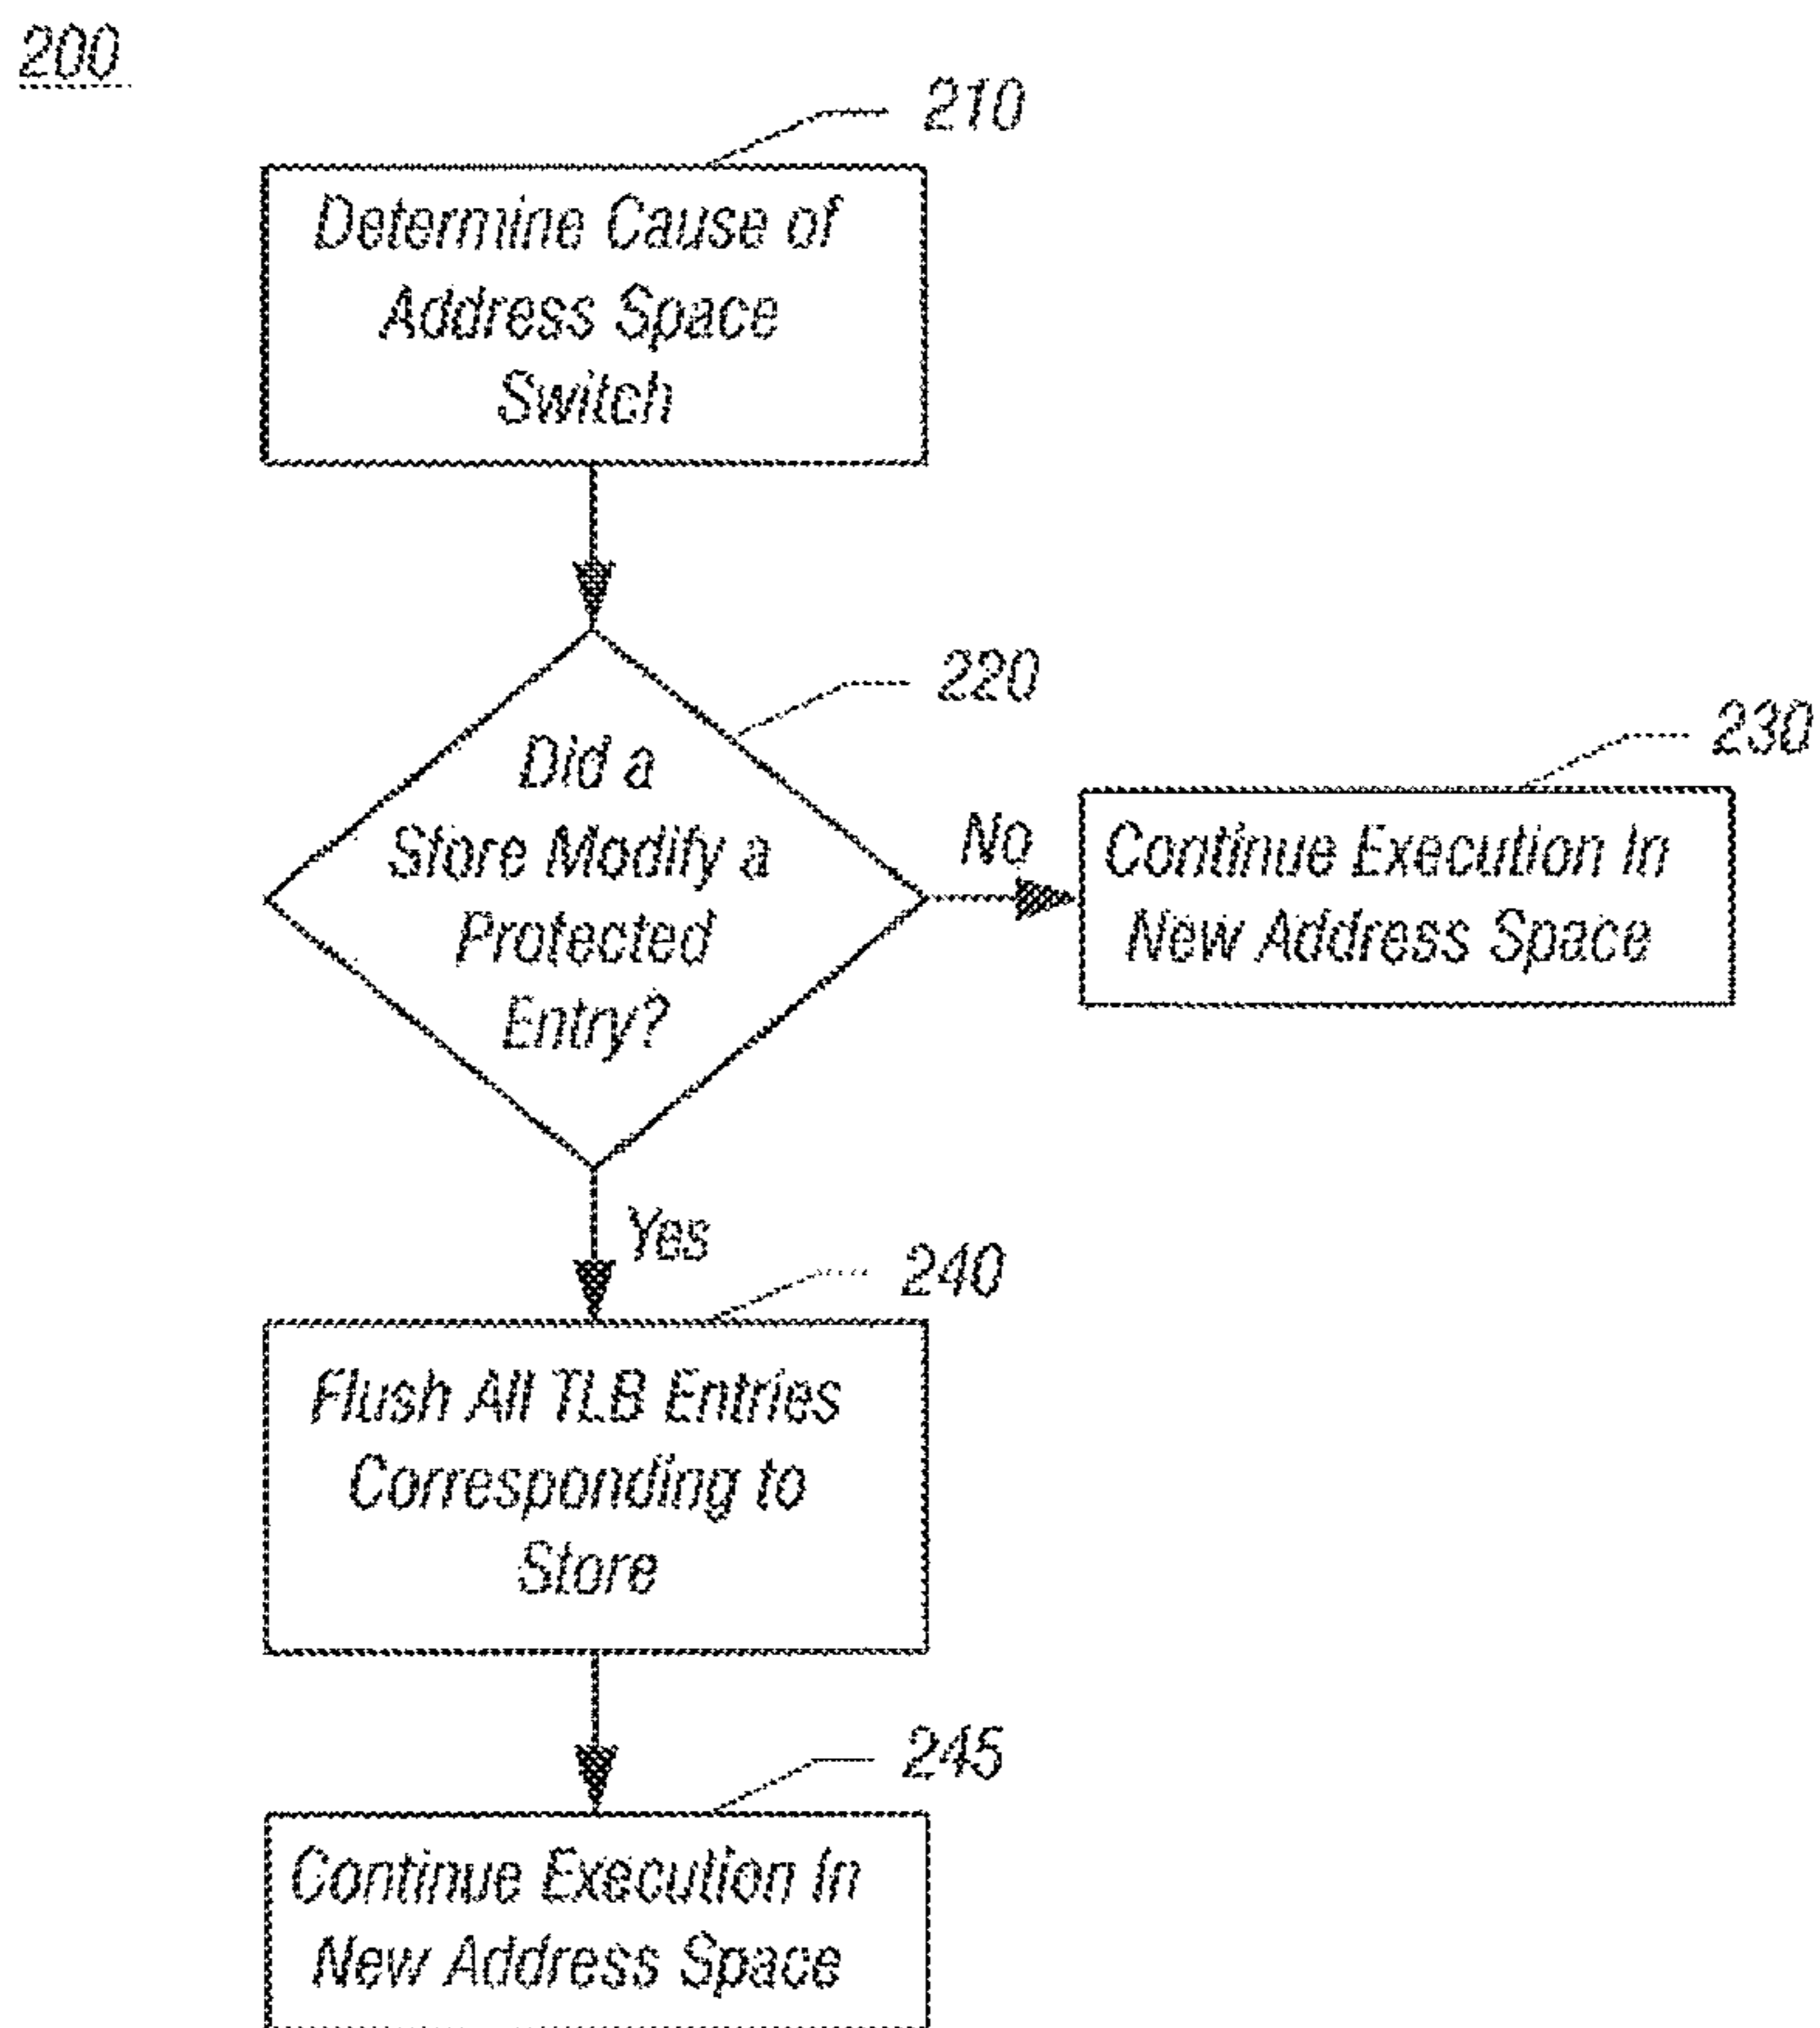 200
210
Determine Cause of
Address Space
Switch
220
Did a
Store Modify a
Protected
Entry?
No
230
Continue Execution In
New Address Space
Yes
240
Flush All TLB Entries
Corresponding to
Store
245
Continue Execution In
New Address Space